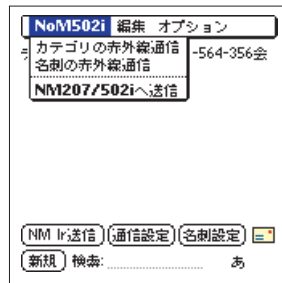 NoM502i 編集 オプション
カテゴリの赤外線通信 -564-356会
名刺の赤外線通信
NM207/502iへ送信
NM Ir送信 通信設定 名刺設定
新規 検索: あ